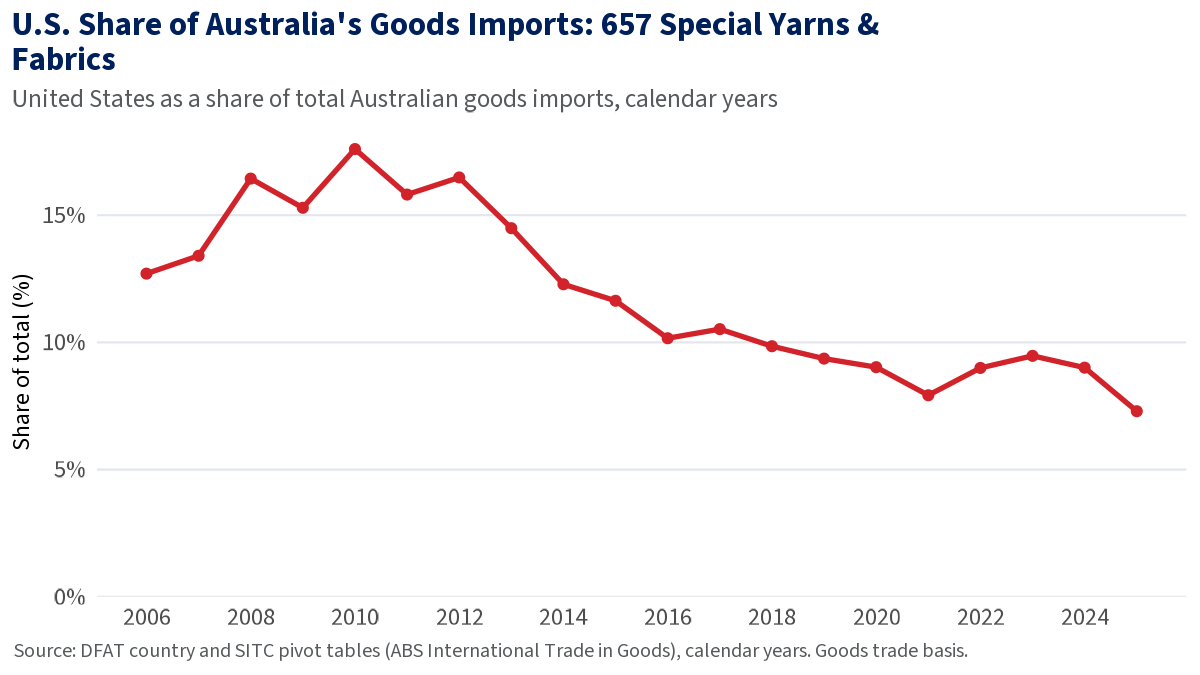 U.S. Share of Australia's Goods Imports: 657 Special Yarns &
Fabrics
United States as a share of total Australian goods imports, calendar years
Share of total (%)
15%
10%
5%
0%
2006 2008 2010 2012 2014 2016 2018 2020 2022 2024
Source: DFAT country and SITC pivot tables (ABS International Trade in Goods), calendar years. Goods trade basis.